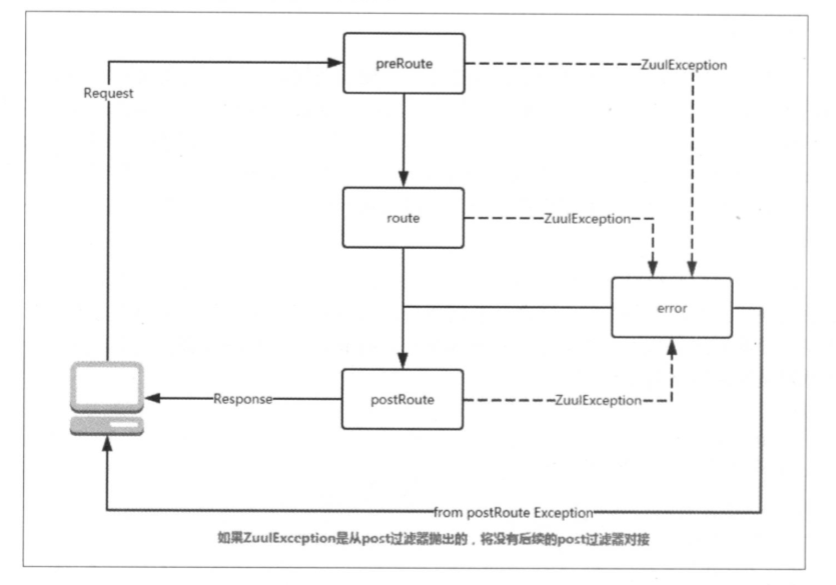 preRoute
ZuulException
Request
route
ZuulException
error
Response
postRoute
ZuulException
from postRoute Exception
如果ZuulException是从post过滤器抛出的，将没有后续的post过滤器对接